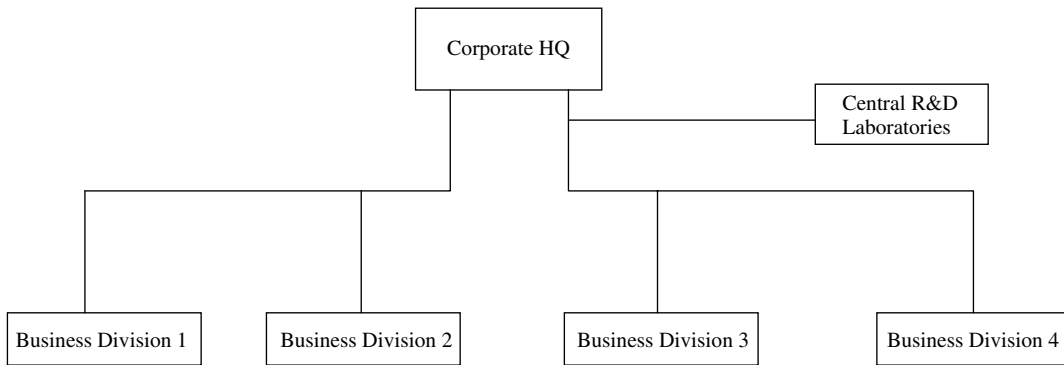 Corporate HQ
Central R&D
Laboratories
Business Division 1
Business Division 2
Business Division 3
Business Division 4